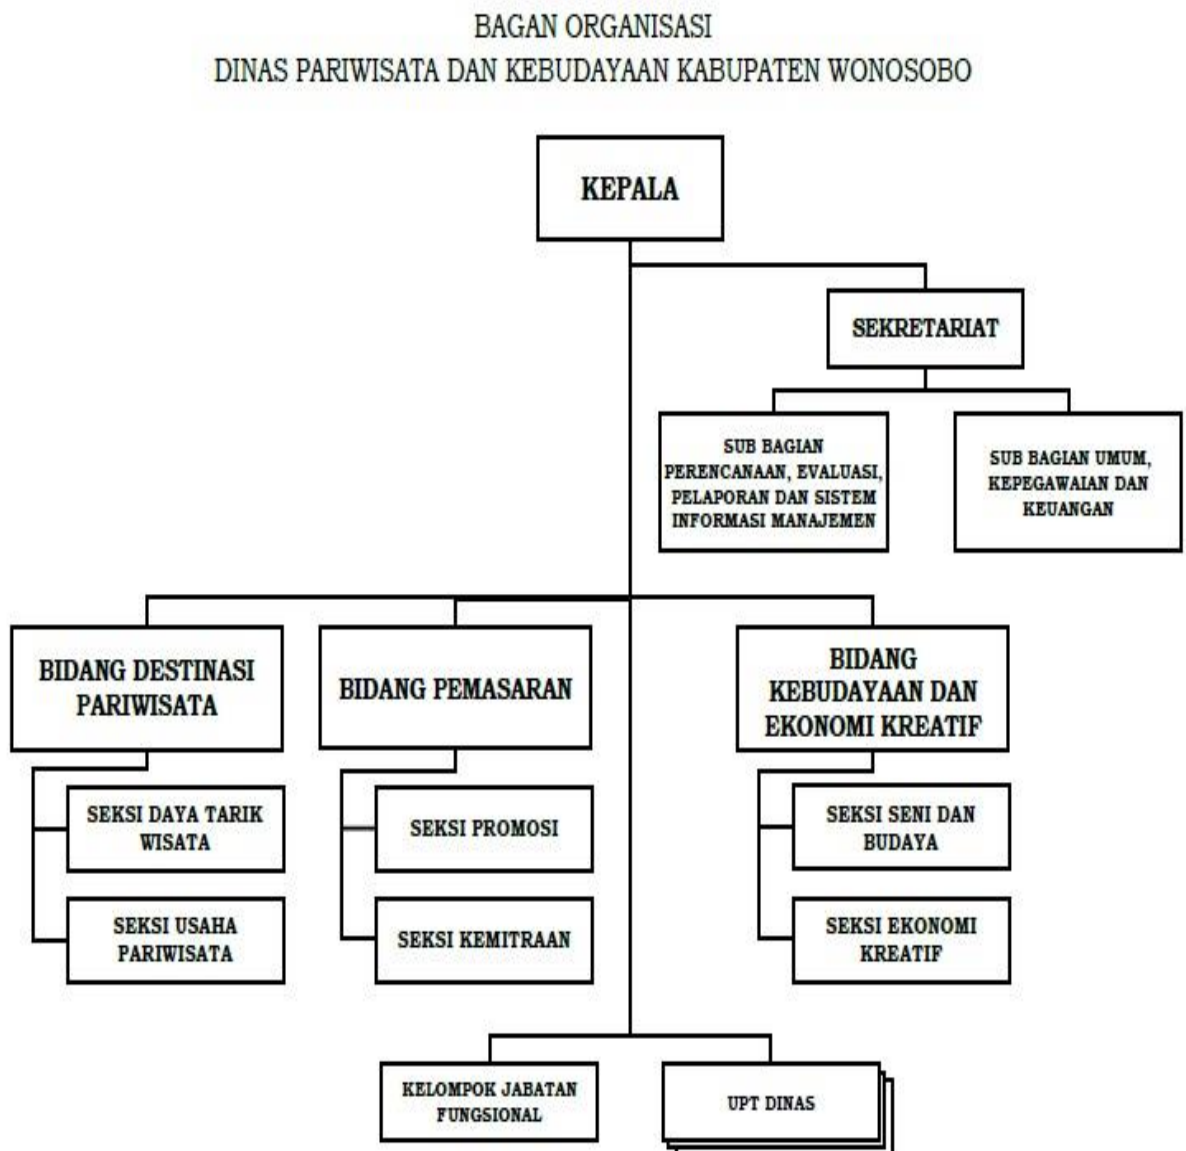 BAGAN ORGANISASI
DINAS PARIWISATA DAN KEBUDAYAAN KABUPATEN WONOSOBO
KEPALA
SEKRETARIAT
SUB BAGIAN
PERENCANAAN, EVALUASI,
PELAPORAN DAN SISTEM
INFORMASI MANAJEMEN
SUB BAGIAN UMUM,
KEPEGAWAIAN DAN
KEUANGAN
BIDANG DESTINASI
PARIWISATA
BIDANG PEMASARAN
BIDANG
KEBUDAYAAN DAN
EKONOMI KREATIF
SEKSI DAYA TARIK
WISATA
SEKSI PROMOSI
SEKSI SENI DAN
BUDAYA
SEKSI USAHA
PARIWISATA
SEKSI KEMITRAAN
SEKSI EKONOMI
KREATIF
KELOMPOK JABATAN
FUNGSIONAL
UPT DINAS